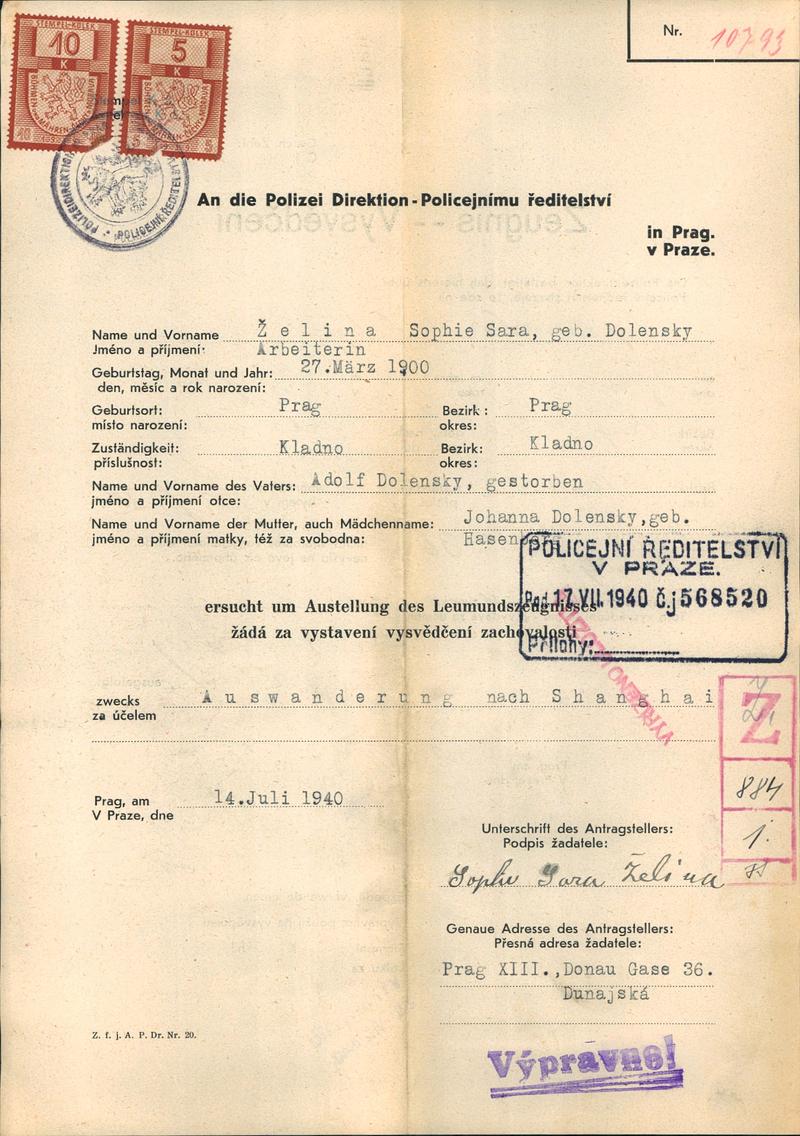 STEMPEL-KOLEK STEMPEL-KOLEK
10 5
K K
Nr. 10793
POLIZEIDIREKTION POLICEJNÍ ŘEDITELSTVÍ
An die Polizei Direktion - Policejnímu ředitelství
in Prag.
v Praze.
Name und Vorname Želina Sophie Sara, geb. Dolensky
Jméno a příjmení: Arbeiterin
Geburtstag, Monat und Jahr: 27.März 1900
den, měsíc a rok narození:
Geburtsort: Prag Bezirk: Prag
místo narození: okres:
Zuständigkeit: Kladno Bezirk: Kladno
příslušnost: okres:
Name und Vorname des Vaters: Adolf Dolensky, gestorben
jméno a příjmení otce:
Name und Vorname der Mutter, auch Mädchenname: Johanna Dolensky,geb.
jméno a příjmení matky, též za svobodna:
POLICEJNÍ ŘEDITELSTVÍ
V PRAZE.
17.VII.1940 č.j 568520
Přílohy:
ersucht um Austellung des Leumundszeugnisses
žádá za vystavení vysvědčení zachovalosti
zwecks Auswanderung nach Shanghai
za účelem
Z
884
1.
Prag, am 14.Juli 1940
V Praze, dne
Unterschrift des Antragstellers:
Podpis žadatele:
Sophie Sara Želina
Genaue Adresse des Antragstellers:
Přesná adresa žadatele:
Prag XIII.,Donau Gase 36.
Dunajská
Z. f. j. A. P. Dr. Nr. 20.
Výpravně!